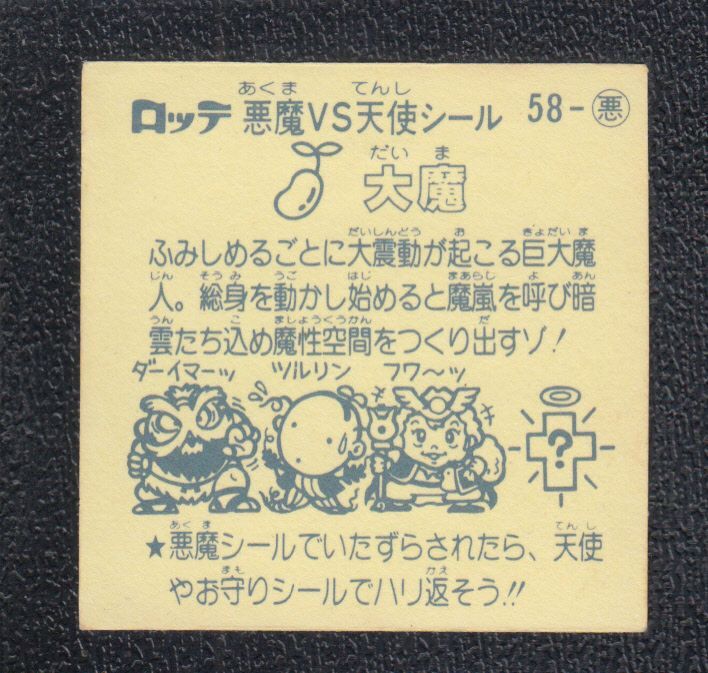 あくま てんし
ロッテ 悪魔VS天使シール 58-悪
だい ま
大魔
だいしんどう お きょだい ま
ふみしめるごとに大震動が起こる巨大魔
じん そうみ うご はじ まあらし よ あん
人。総身を動かし始めると魔嵐を呼び暗
うん こ ましょうくうかん だ
雲たち込め魔性空間をつくり出すゾ!
ダーイマーッ ツルリン フワ〜ッ
?
あくま てんし
★悪魔シールでいたずらされたら、天使
まも かえ
やお守りシールでハリ返そう!!